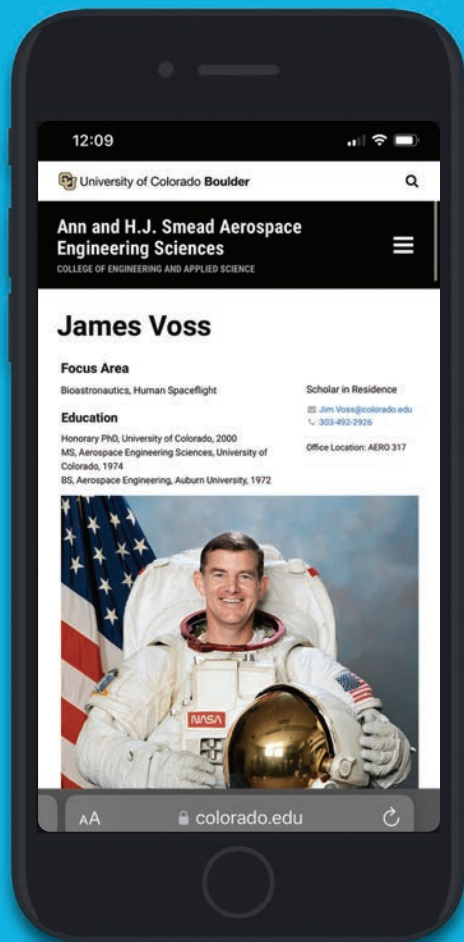 12:09
University of Colorado Boulder
Ann and H.J. Smead Aerospace
Engineering Sciences
COLLEGE OF ENGINEERING AND APPLIED SCIENCE
James Voss
Focus Area
Bioastronautics, Human Spaceflight
Education
Honorary PhD, University of Colorado, 2000
MS, Aerospace Engineering Sciences, University of
Colorado, 1974
BS, Aerospace Engineering, Auburn University, 1972
Scholar in Residence
Jim.Voss@colorado.edu
303-492-2926
Office Location: AERO 317
NASA
AA
colorado.edu